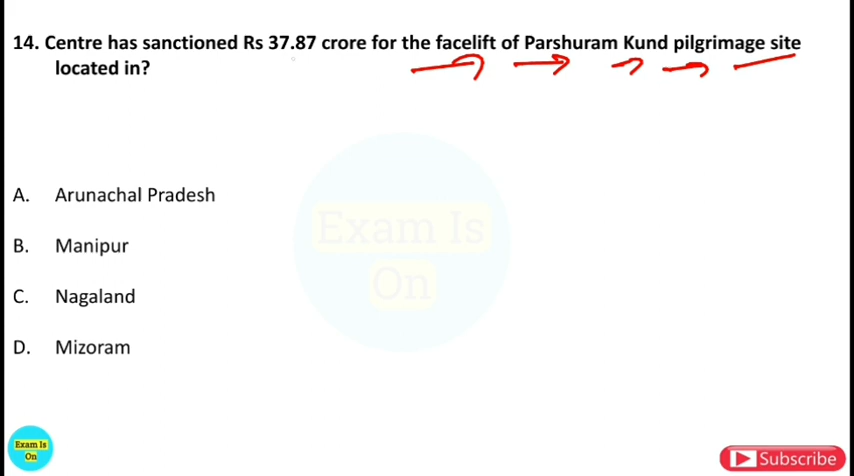 14. Centre has sanctioned Rs 37.87 crore for the facelift of Parshuram Kund pilgrimage site
located in?
A. Arunachal Pradesh
Exam Is
On
B. Manipur
C. Nagaland
D. Mizoram
Exam Is
On
Subscribe